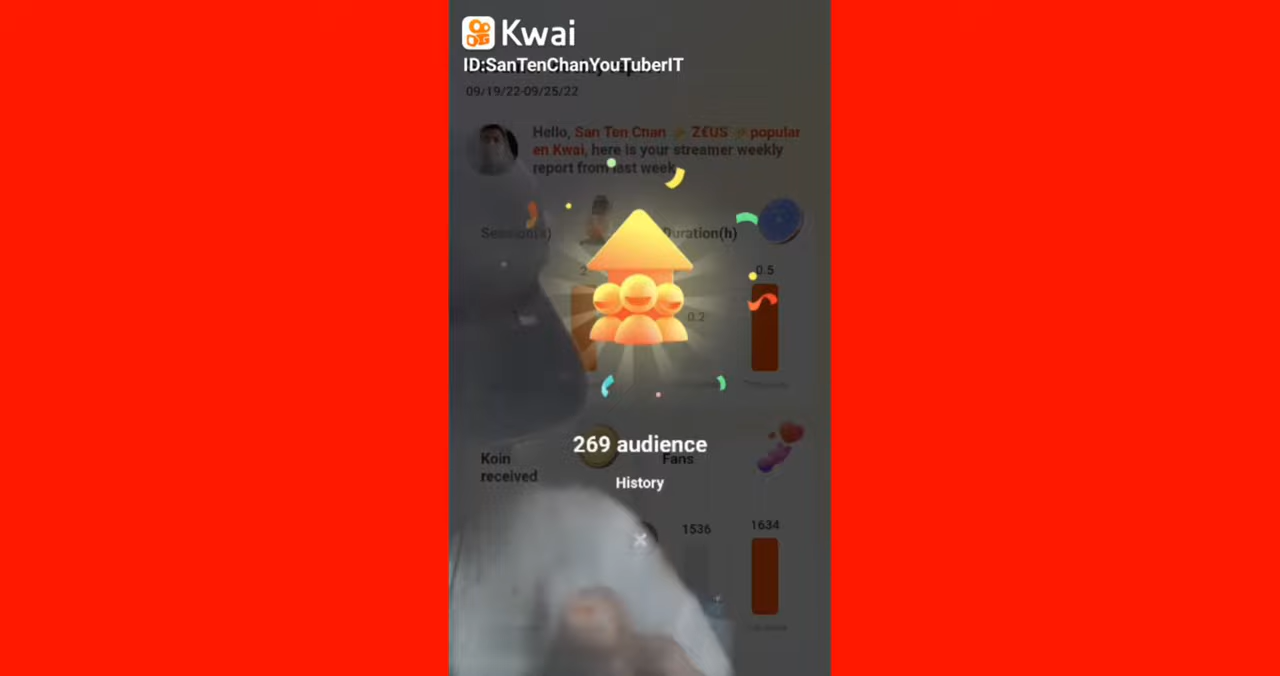 Kwai
ID:SanTenChanYouTuberIT
09/19/22-09/25/22
Hello, San Ten Chan Z£US popular
en Kwai, here is your streamer weekly
report from last week
Session(s)
Duration(h)
2
0.5
0.2
269 audience
Koin
received
Fans
History
1536
1634